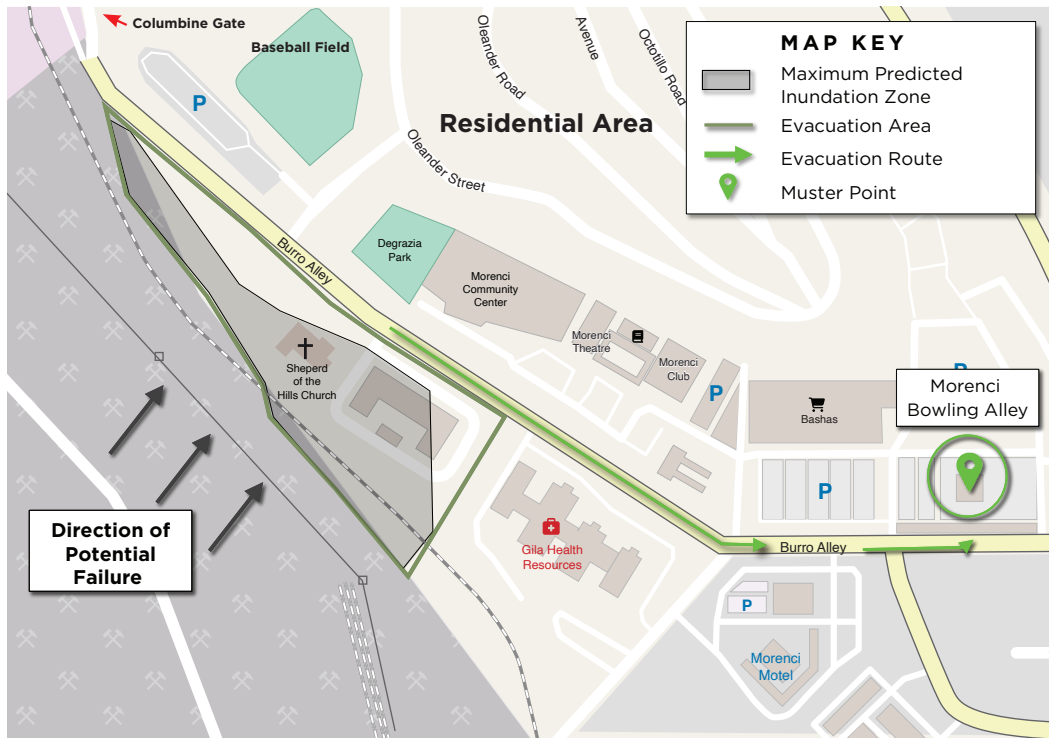 Columbine Gate
Baseball Field
P
Oleander Road
Avenue
Octotillo Road
MAP KEY
Maximum Predicted
Inundation Zone
Evacuation Area
Evacuation Route
Muster Point
Residential Area
Oleander Street
Burro Alley
Degrazia
Park
Morenci
Community
Center
Morenci
Theatre
Morenci
Club
P
Bashas
P
Morenci
Bowling Alley
Sheperd
of the
Hills Church
P
Direction of
Potential
Failure
Gila Health
Resources
Burro Alley
P
Morenci
Motel